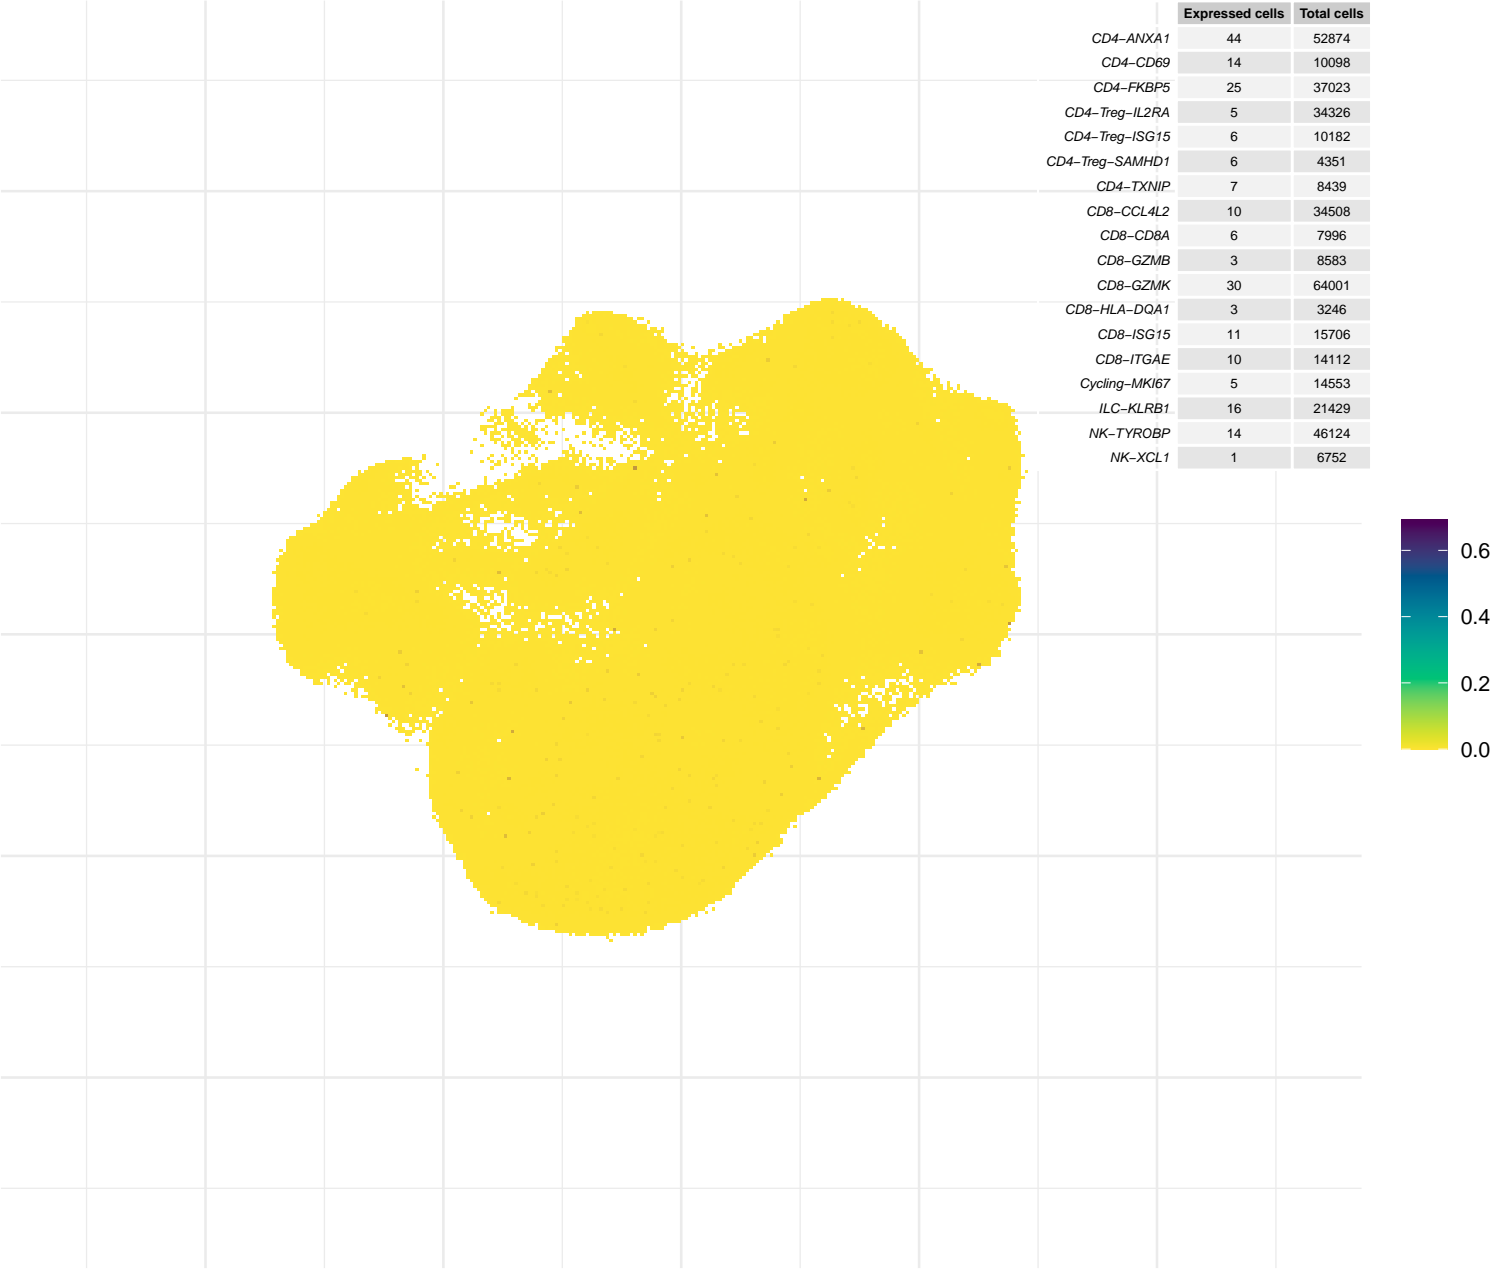 Expressed cells Total cells
CD4−ANXA1 44 52874
CD4−CD69 14 10098
CD4−FKBP5 25 37023
CD4−Treg−IL2RA 5 34326
CD4−Treg−ISG15 6 10182
CD4−Treg−SAMHD1 6 4351
CD4−TXNIP 7 8439
CD8−CCL4L2 10 34508
CD8−CD8A 6 7996
CD8−GZMB 3 8583
CD8−GZMK 30 64001
CD8−HLA−DQA1 3 3246
CD8−ISG15 11 15706
CD8−ITGAE 10 14112
Cycling−MKI67 5 14553
ILC−KLRB1 16 21429
NK−TYROBP 14 46124
NK−XCL1 1 6752
0.6
0.4
0.2
0.0